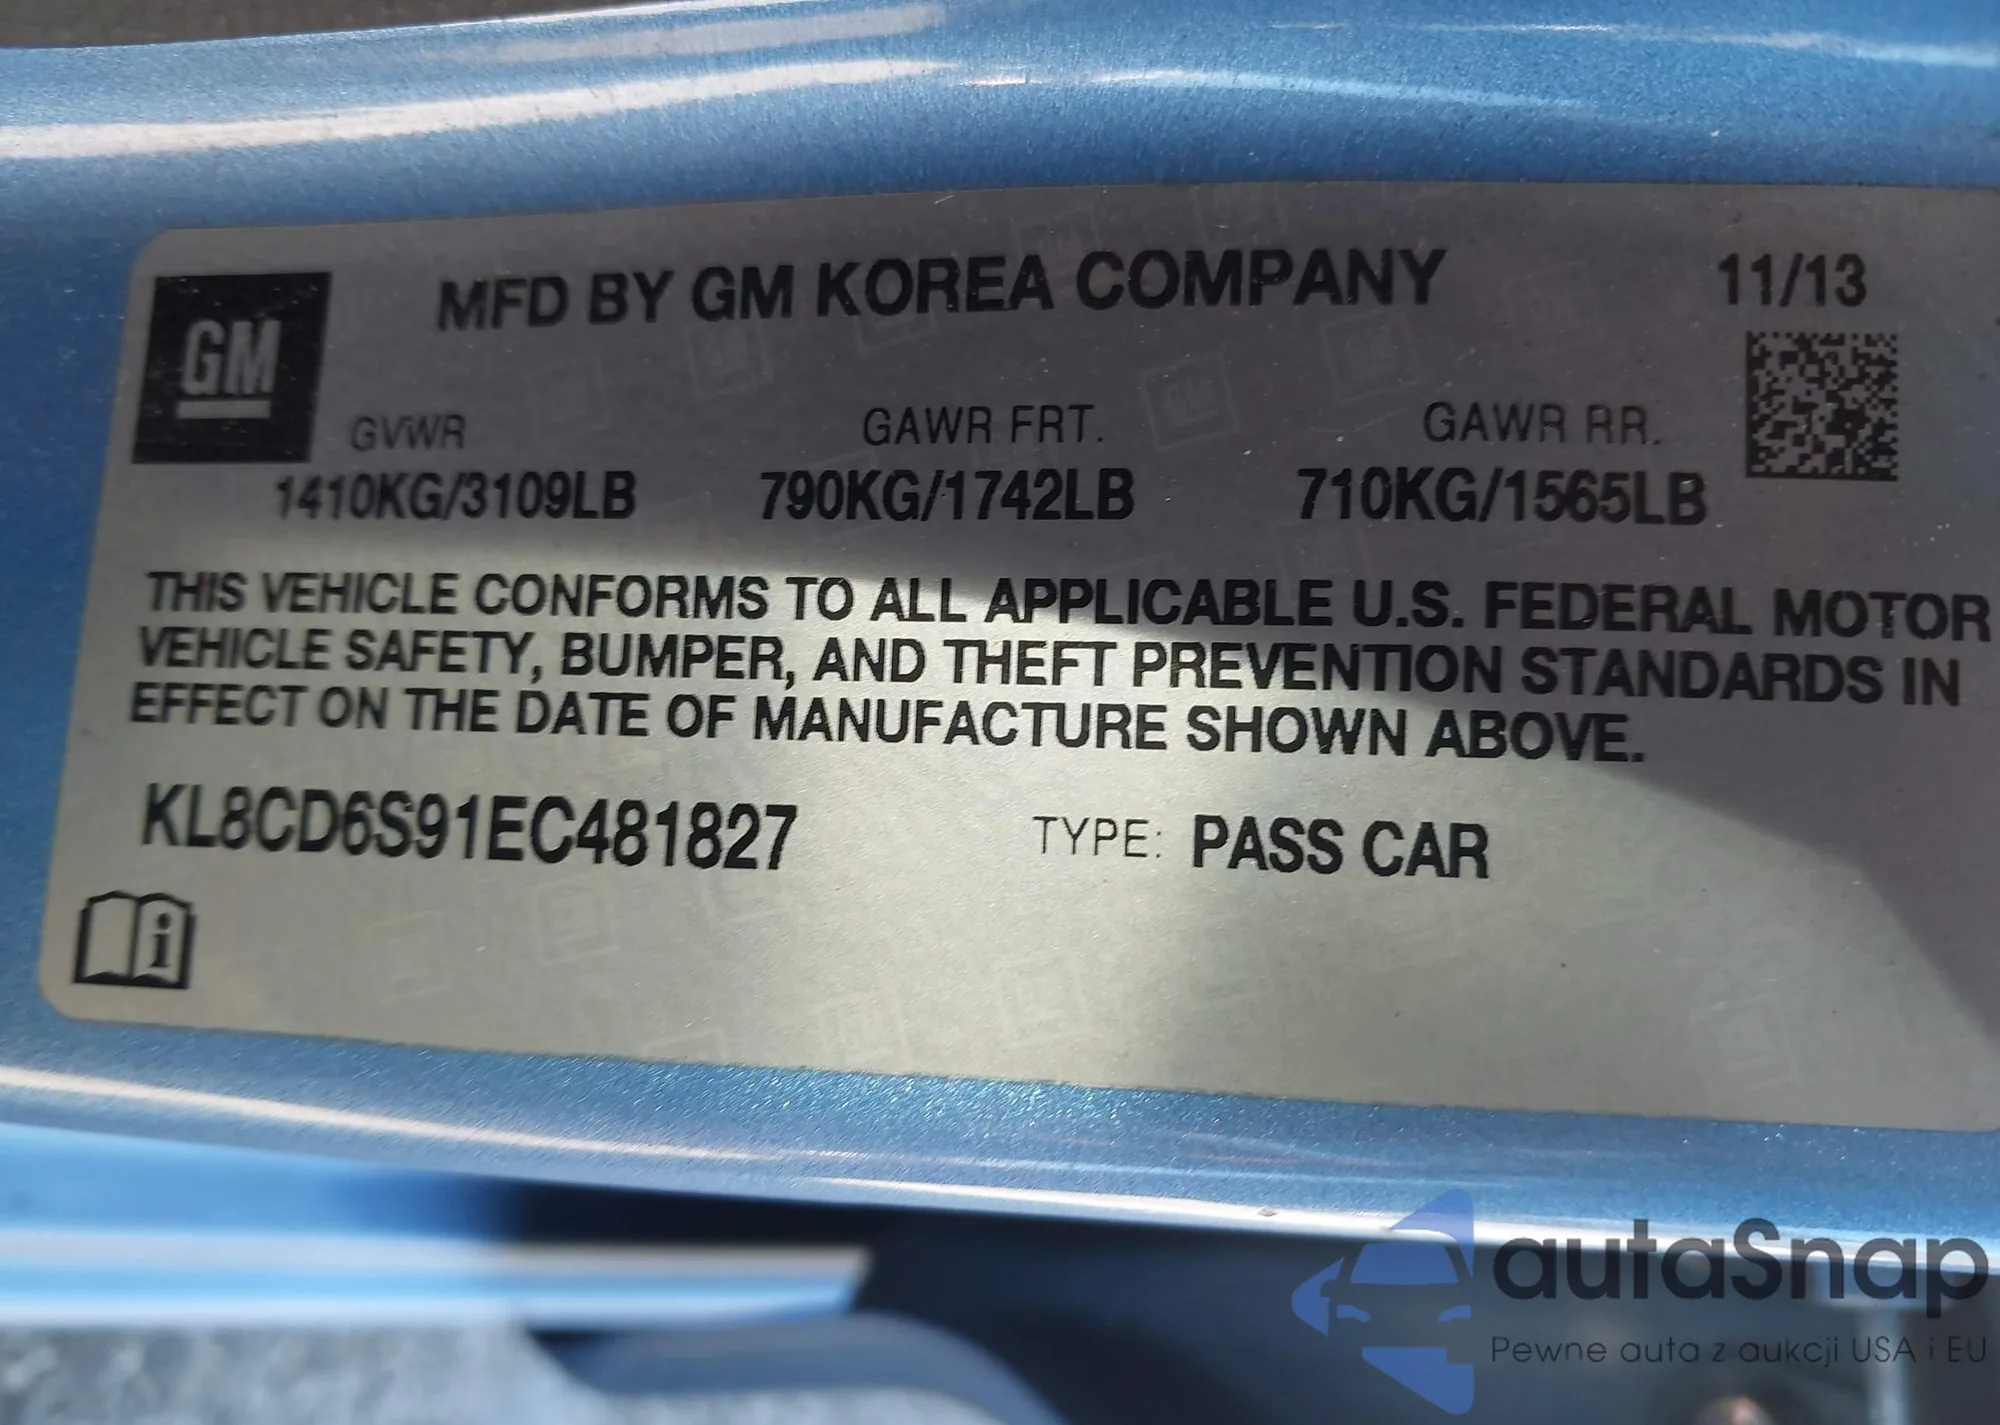 GM
MFD BY GM KOREA COMPANY 11/13
GVWR GAWR FRT. GAWR RR.
1410KG/3109LB 790KG/1742LB 710KG/1565LB
THIS VEHICLE CONFORMS TO ALL APPLICABLE U.S. FEDERAL MOTOR
VEHICLE SAFETY, BUMPER, AND THEFT PREVENTION STANDARDS IN
EFFECT ON THE DATE OF MANUFACTURE SHOWN ABOVE.
KL8CD6S91EC481827 TYPE: PASS CAR
i
autaSnap
Pewne auta z aukcji USA i EU